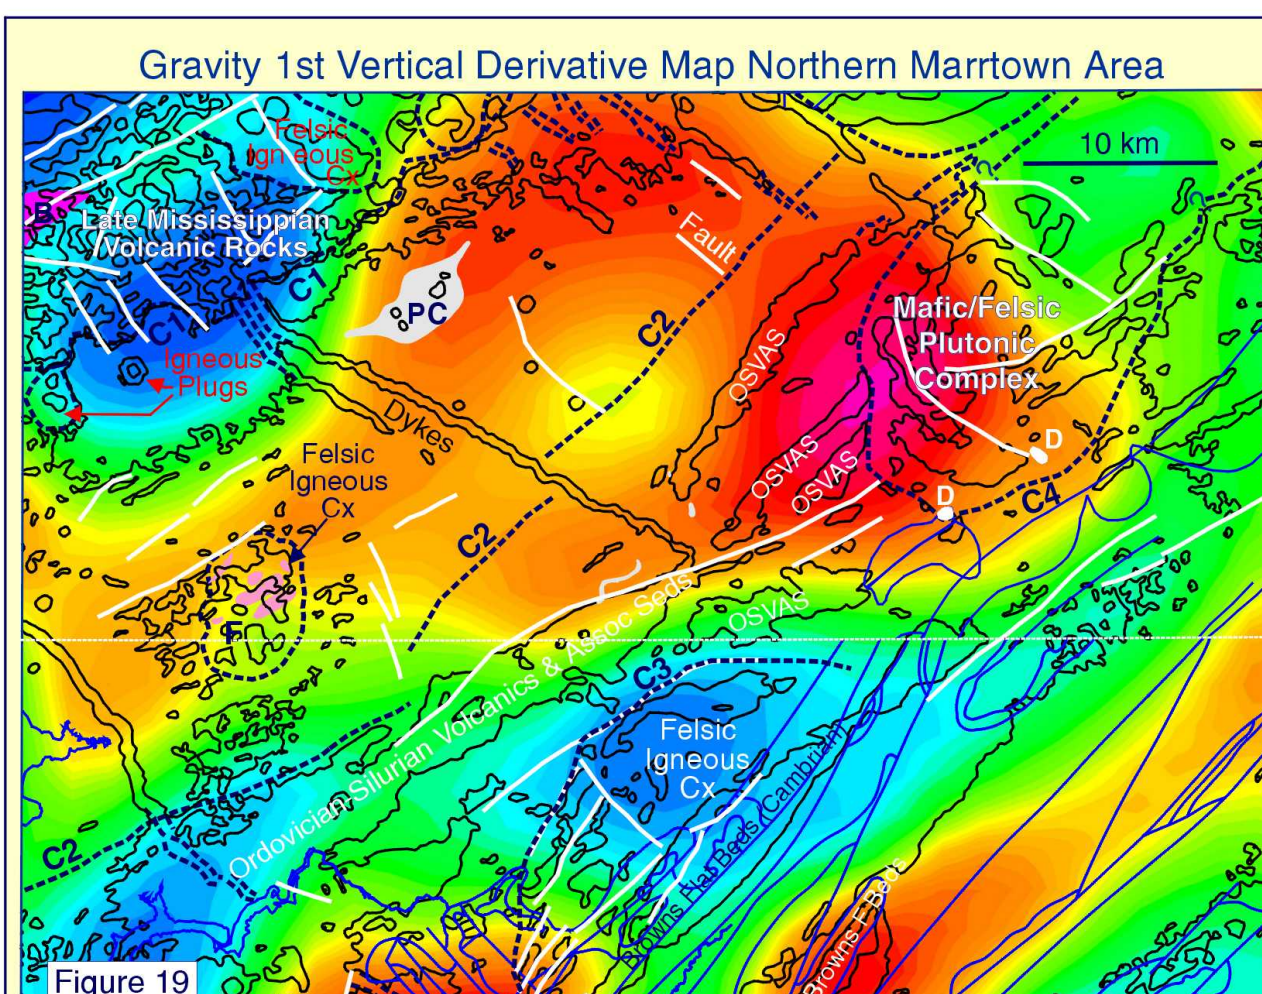 Gravity 1st Vertical Derivative Map Northern Marrtown Area
10 km
Felsic
Igneous
Cx
B
Late Mississippian
Volcanic Rocks
C1
C1
Igneous
Plugs
PC
Fault
C2
Dykes
OSVAS
Mafic/Felsic
Plutonic
Complex
OSVAS
OSVAS
D
D
C4
Felsic
Igneous
Cx
C2
F
OSVAS
Ordovician-Silurian Volcanics & Assoc Seds
C3
Felsic
Igneous
Cx
C2
Browns Flat Beds (Cambrian)
Browns F Beds
Figure 19